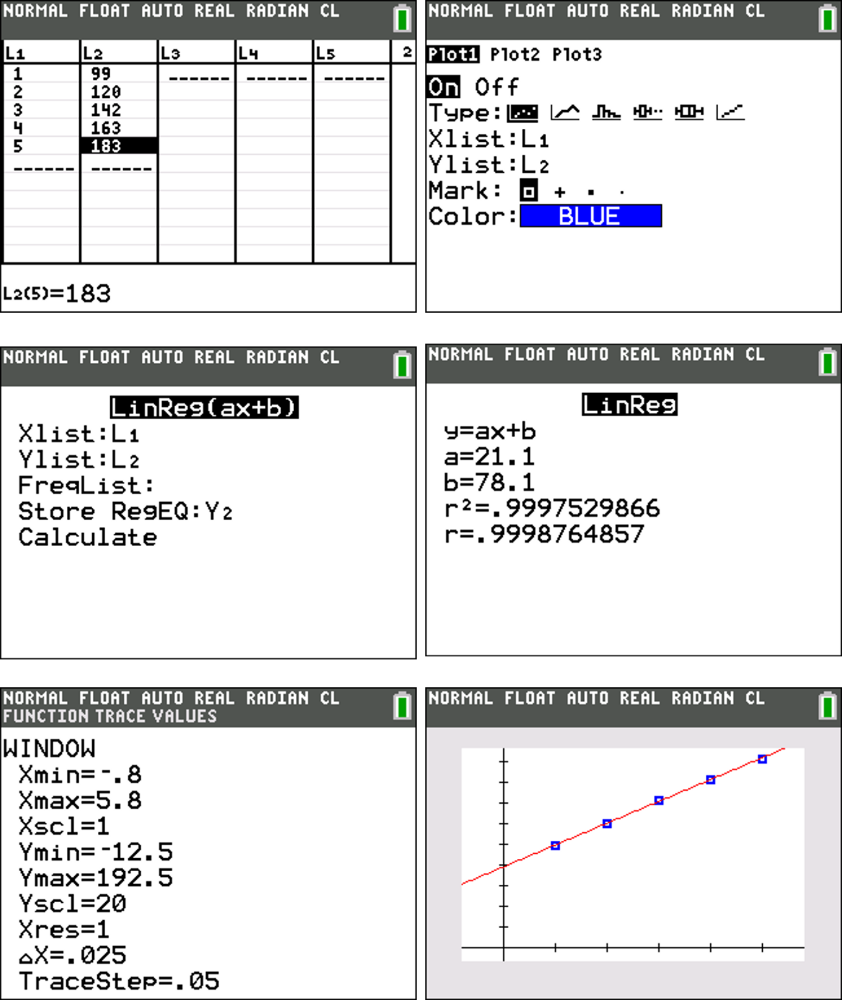 NORMAL FLOAT AUTO REAL RADIAN CL
L1 L2 L3 L4 L5 2
1 99 ------ ------ ------
2 120
3 142
4 163
5 183
------ ------
L2(5)=183
NORMAL FLOAT AUTO REAL RADIAN CL
Plot1 Plot2 Plot3
On Off
Type:
Xlist:L1
Ylist:L2
Mark: + ▪ ·
Color: BLUE
NORMAL FLOAT AUTO REAL RADIAN CL
LinReg(ax+b)
Xlist:L1
Ylist:L2
FreqList:
Store RegEQ:Y2
Calculate
NORMAL FLOAT AUTO REAL RADIAN CL
LinReg
y=ax+b
a=21.1
b=78.1
r²=.9997529866
r=.9998764857
NORMAL FLOAT AUTO REAL RADIAN CL
FUNCTION TRACE VALUES
WINDOW
Xmin=-.8
Xmax=5.8
Xscl=1
Ymin=-12.5
Ymax=192.5
Yscl=20
Xres=1
△X=.025
TraceStep=.05
NORMAL FLOAT AUTO REAL RADIAN CL